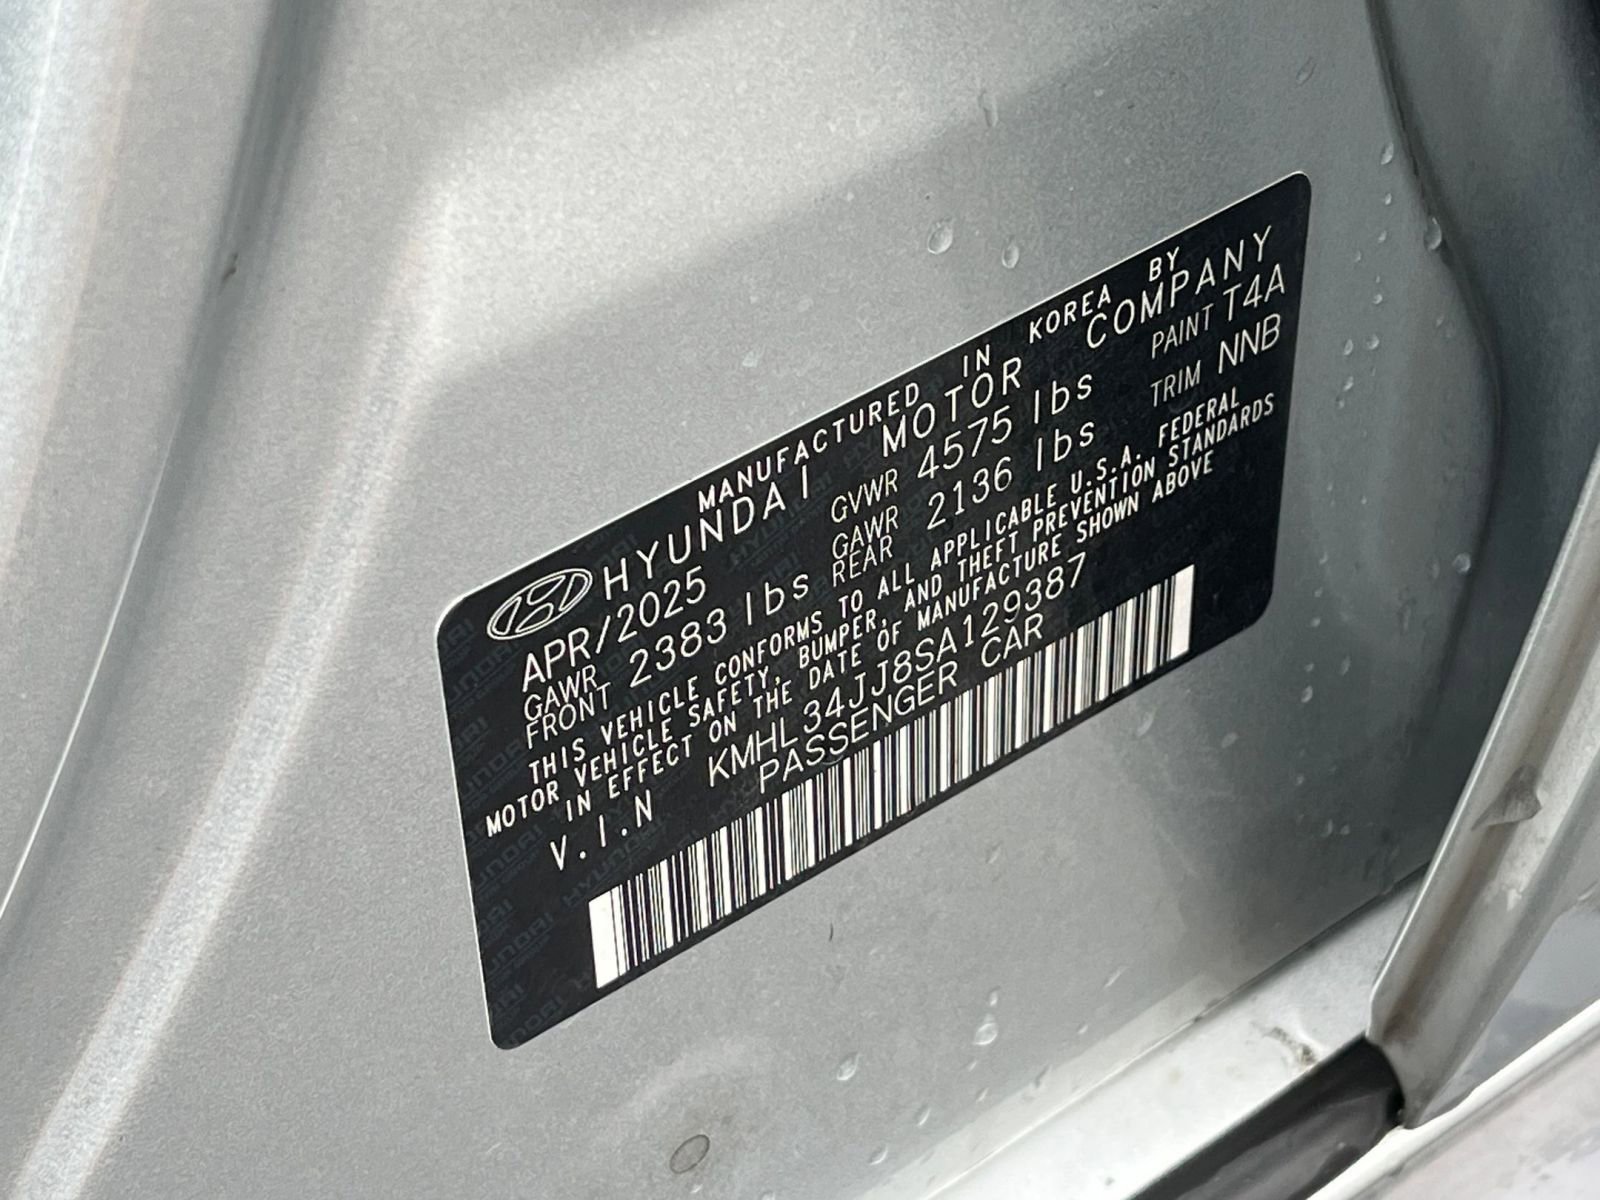 MANUFACTURED IN KOREA BY
HYUNDAI MOTOR COMPANY
APR/2025 GVWR 4575 lbs PAINT T4A
GAWR FRONT 2383 lbs GAWR REAR 2136 lbs TRIM NNB
THIS VEHICLE CONFORMS TO ALL APPLICABLE U.S.A. FEDERAL
MOTOR VEHICLE SAFETY, BUMPER, AND THEFT PREVENTION STANDARDS
IN EFFECT ON THE DATE OF MANUFACTURE SHOWN ABOVE
V.I.N KMHL34JJ8SA129387
PASSENGER CAR